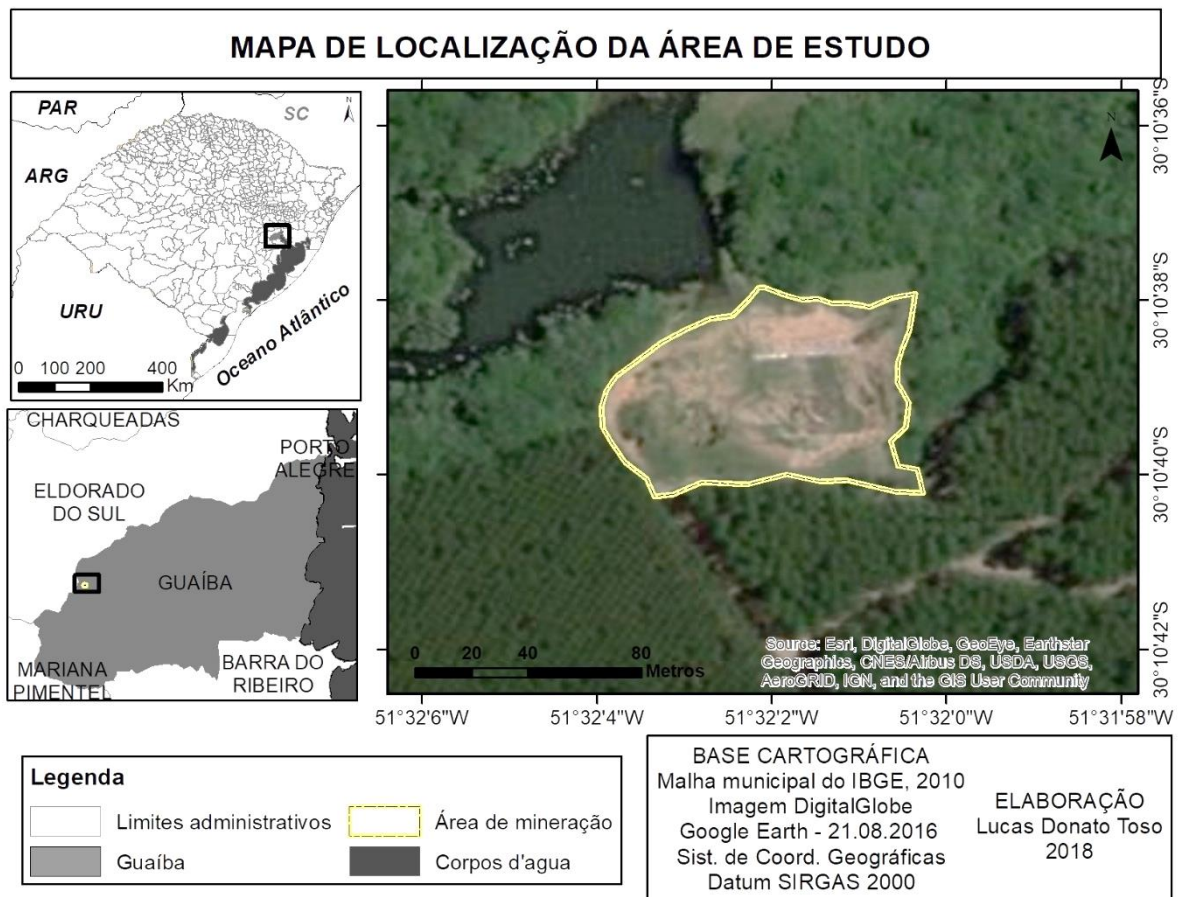 MAPA DE LOCALIZAÇÃO DA ÁREA DE ESTUDO
PAR
SC
N
ARG
URU
Oceano Atlântico
0 100 200 400
Km
CHARQUEADAS
PORTO
ALEGRE
ELDORADO
DO SUL
GUAÍBA
MARIANA
PIMENTEL
BARRA DO
RIBEIRO
N
30°10'36"S
30°10'38"S
30°10'40"S
30°10'42"S
0 20 40 80
Metros
Source: Esri, DigitalGlobe, GeoEye, Earthstar
Geographics, CNES/Airbus DS, USDA, USGS,
AeroGRID, IGN, and the GIS User Community
51°32'6"W 51°32'4"W 51°32'2"W 51°32'0"W 51°31'58"W
Legenda
Limites administrativos
Área de mineração
Guaíba
Corpos d'agua
BASE CARTOGRÁFICA
Malha municipal do IBGE, 2010
Imagem DigitalGlobe
Google Earth - 21.08.2016
Sist. de Coord. Geográficas
Datum SIRGAS 2000
ELABORAÇÃO
Lucas Donato Toso
2018